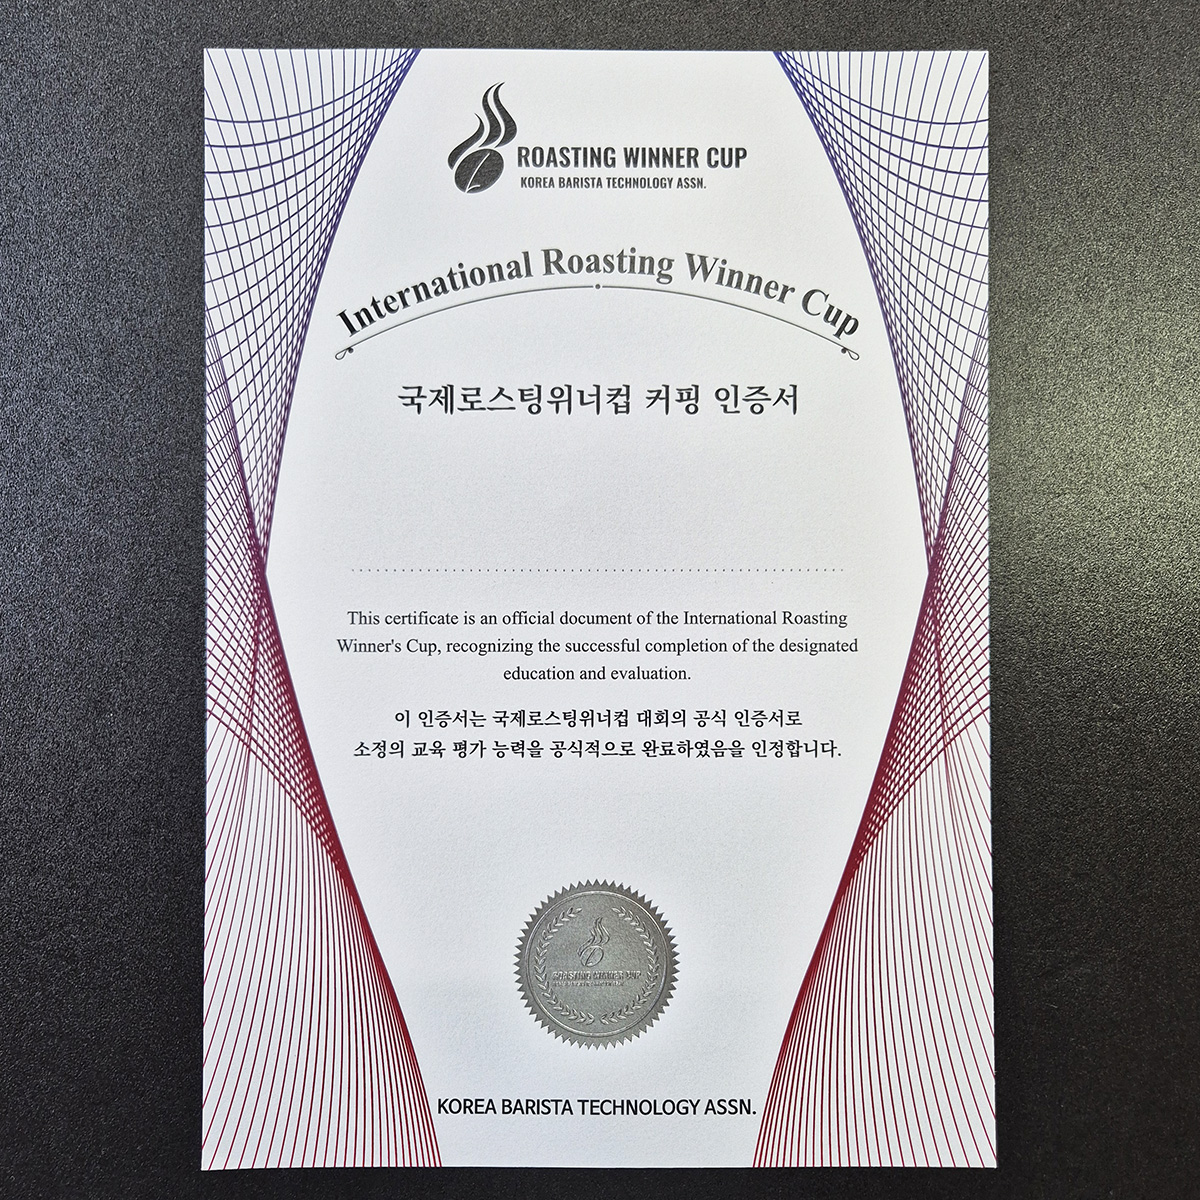 ROASTING WINNER CUP
KOREA BARISTA TECHNOLOGY ASSN.
International Roasting Winner Cup
국제로스팅위너컵 커핑 인증서
This certificate is an official document of the International Roasting
Winner's Cup, recognizing the successful completion of the designated
education and evaluation.
이 인증서는 국제로스팅위너컵 대회의 공식 인증서로
소정의 교육 평가 능력을 공식적으로 완료하였음을 인정합니다.
ROASTING WINNER CUP
KOREA BARISTA TECHNOLOGY ASSN.